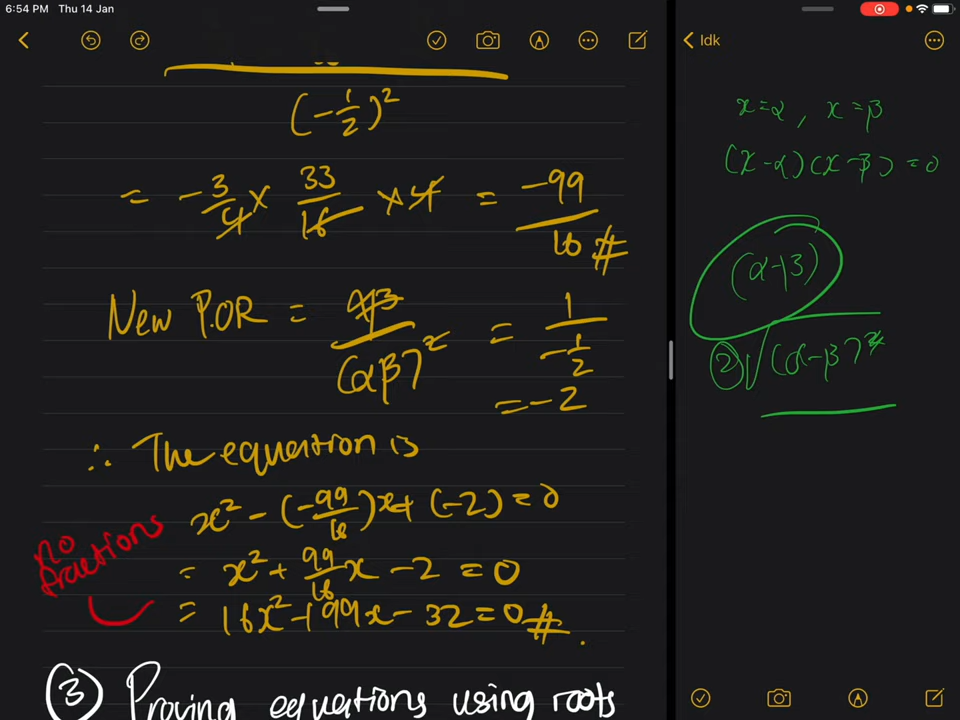 6:54 PM Thu 14 Jan
(-1/2)²
= -3/4 × 33/16 × 4 = -99/16 #
New P.OR = αβ/(αβ)² = 1/(-1/2)
= -2
∴ The equation is
x² - (-99/16)x + (-2) = 0
= x² + 99/16 x - 2 = 0
= 16x² + 99x - 32 = 0 #.
no fractions
③ Proving equations using roots
Idk
x = α, x = β
(x - α)(x - β) = 0
(α - β)
② √(α - β)²